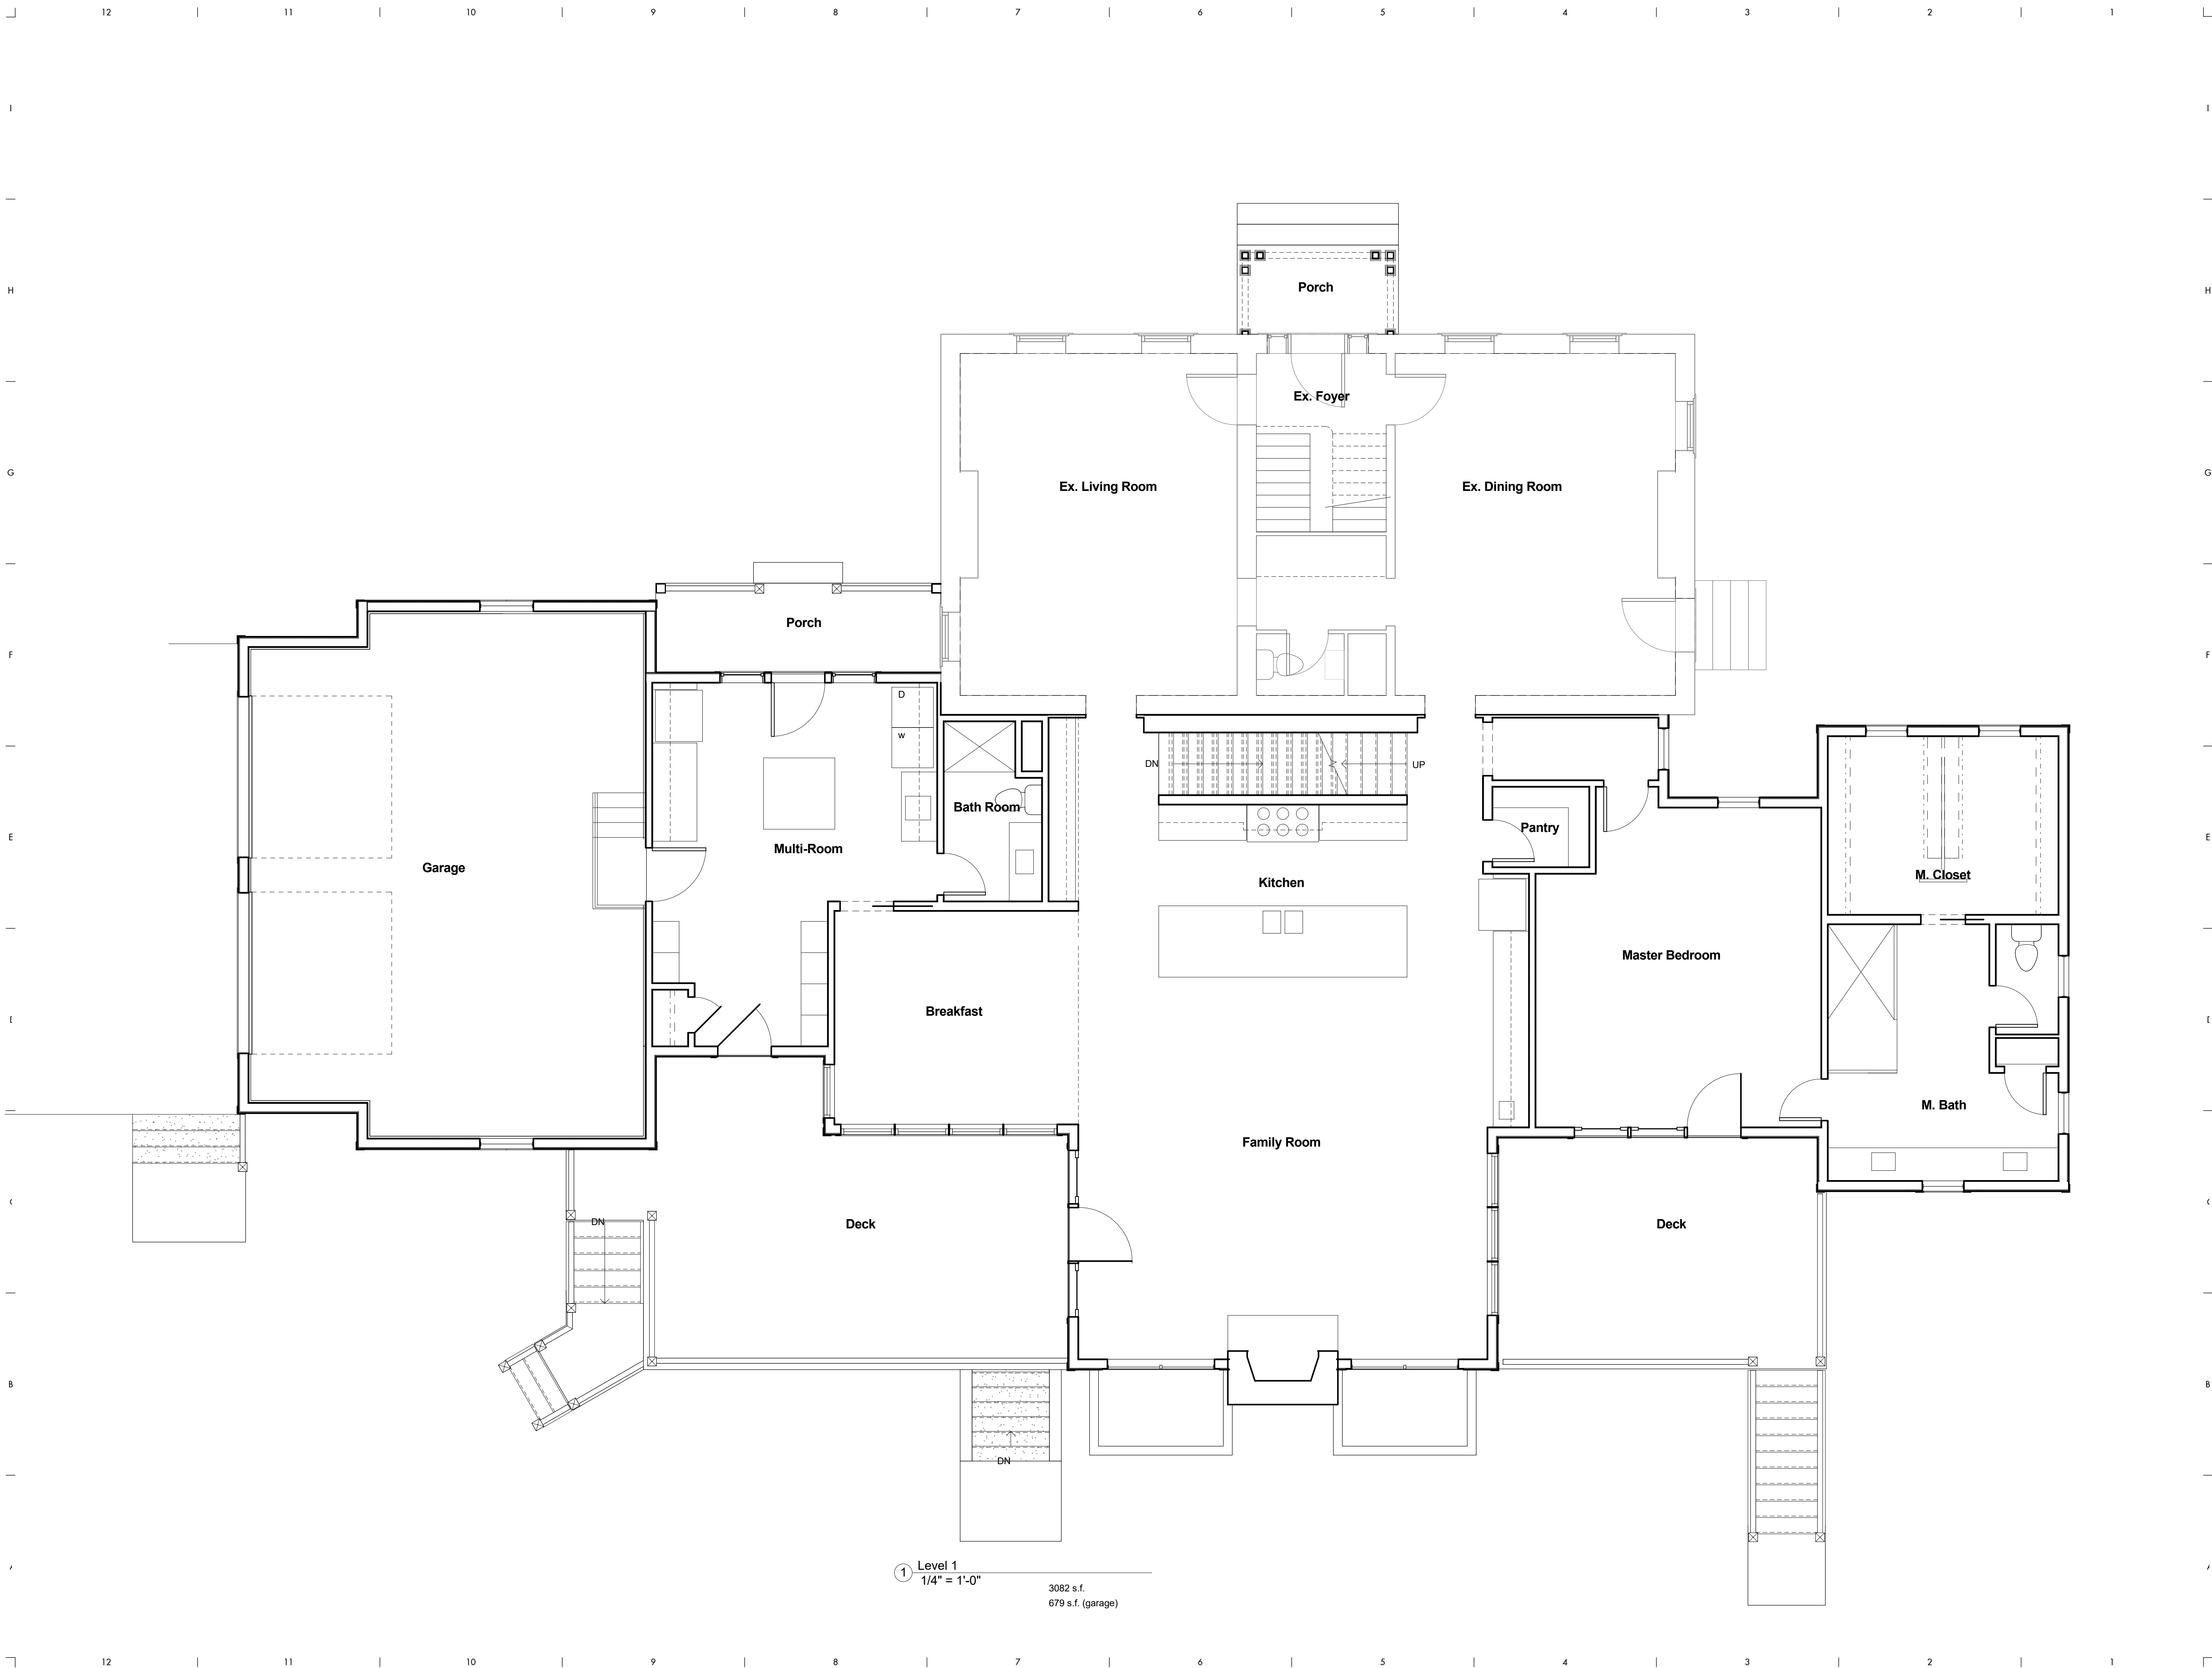 12 11 10 9 8 7 6 5 4 3 2 1
I I
H H
Porch
Ex. Foyer
G G
Ex. Living Room Ex. Dining Room
Porch
F F
D
w
DN UP
Bath Room
Pantry
E E
Multi-Room
Garage
Kitchen
M. Closet
Master Bedroom
Breakfast
M. Bath
Family Room
DN
Deck Deck
B B
DN
1 Level 1
1/4" = 1'-0"
3082 s.f.
679 s.f. (garage)
12 11 10 9 8 7 6 5 4 3 2 1